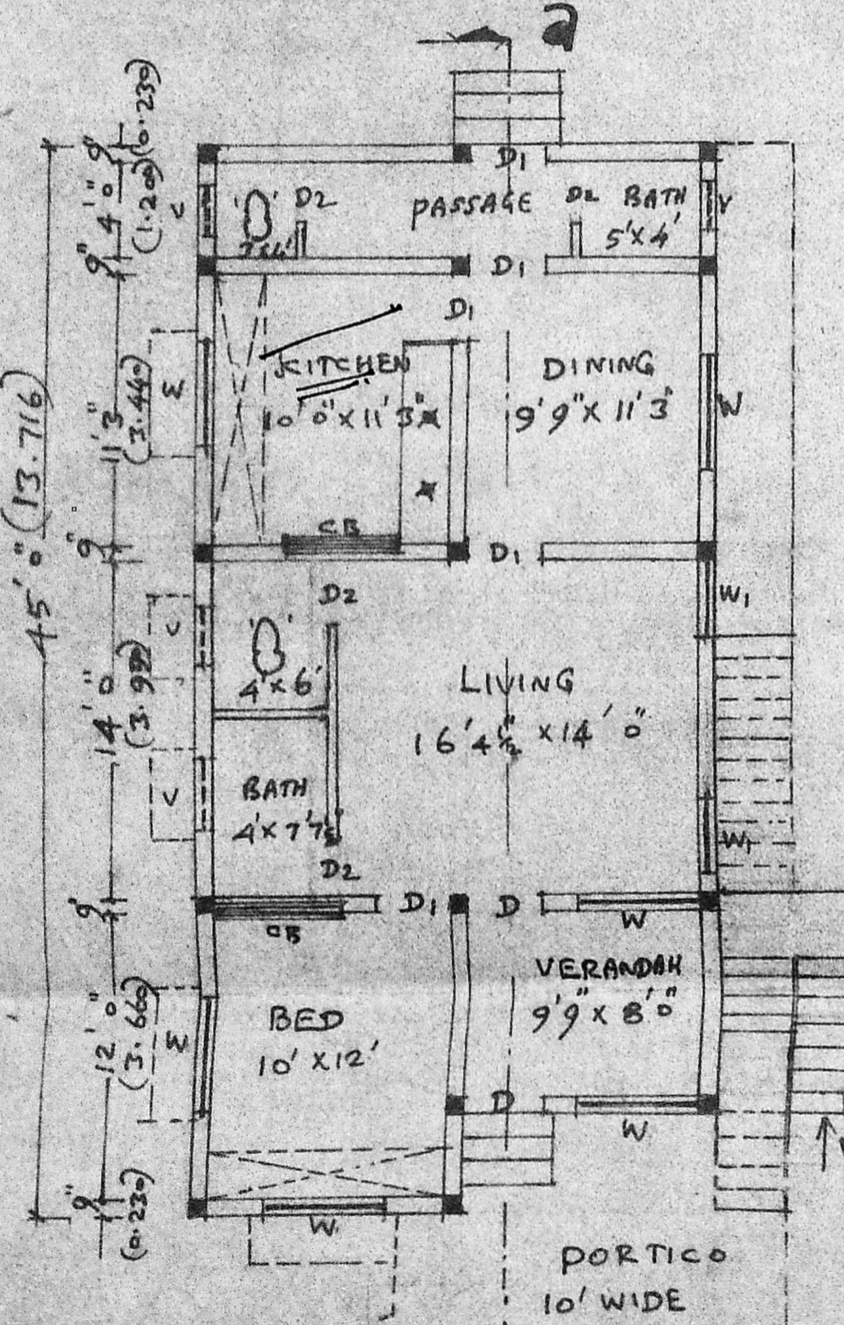 a
D1
D2
PASSAGE
D2
BATH
5'X4'
V
V
D1
D1
KITCHEN
10'0"X11'3"
DINING
9'9"X11'3"
W
W
CB
D1
D2
W1
4'X6'
V
LIVING
16'4½"X14'0"
BATH
4'X7'7½
V
D2
W1
D1
D
W
CB
VERANDAH
9'9"X8'0"
BED
10'X12'
W
D
W
W
PORTICO
10' WIDE
45'0"(13.716)
9"
(0.230)
4'0"
(1.200)
9"
11'3"
(3.440)
9"
14'0"
9"
12'0"
(3.660)
9"
(0.230)